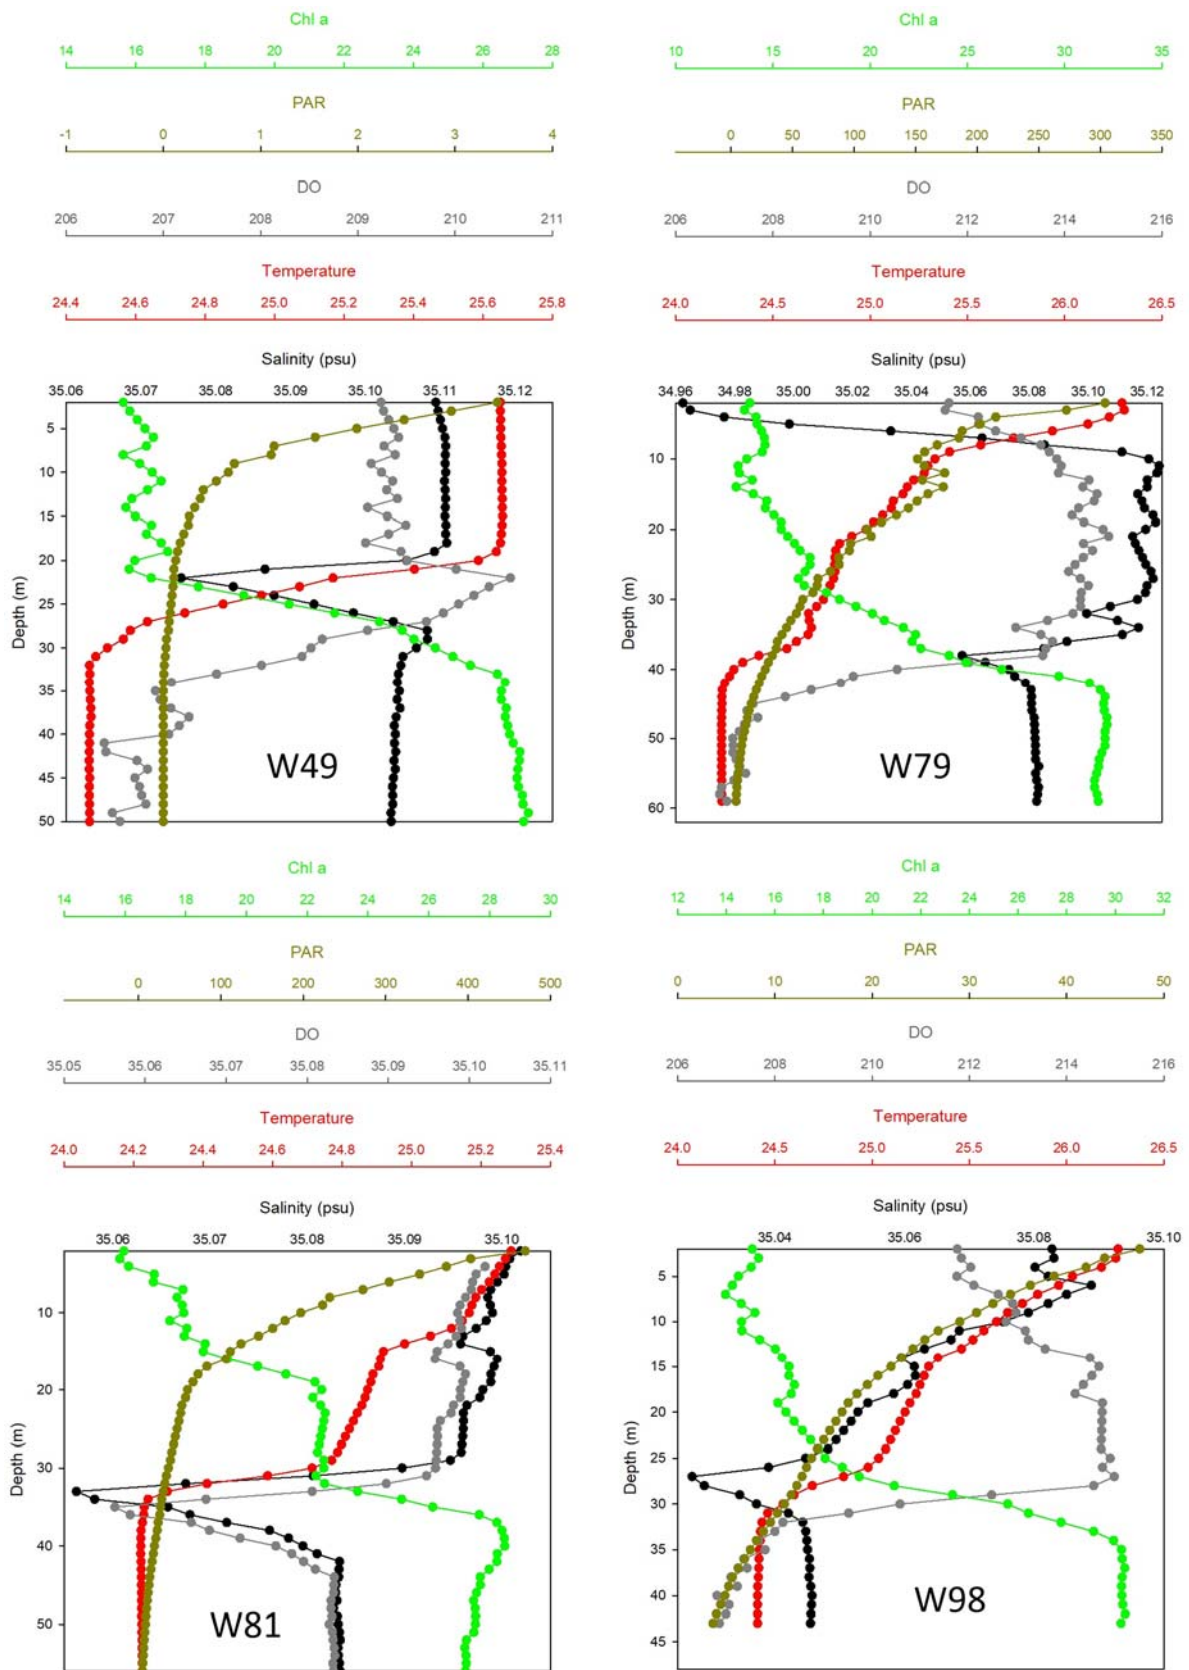 Chl a
14 16 18 20 22 24 26 28
PAR
-1 0 1 2 3 4
DO
206 207 208 209 210 211
Temperature
24.4 24.6 24.8 25.0 25.2 25.4 25.6 25.8
Salinity (psu)
35.06 35.07 35.08 35.09 35.10 35.11 35.12
Depth (m)
5
10
15
20
25
30
35
40
45
50
W49
Chl a
10 15 20 25 30 35
PAR
0 50 100 150 200 250 300 350
DO
206 208 210 212 214 216
Temperature
24.0 24.5 25.0 25.5 26.0 26.5
Salinity (psu)
34.96 34.98 35.00 35.02 35.04 35.06 35.08 35.10 35.12
Depth (m)
10
20
30
40
50
60
W79
Chl a
14 16 18 20 22 24 26 28 30
PAR
0 100 200 300 400 500
DO
35.05 35.06 35.07 35.08 35.09 35.10 35.11
Temperature
24.0 24.2 24.4 24.6 24.8 25.0 25.2 25.4
Salinity (psu)
35.06 35.07 35.08 35.09 35.10
Depth (m)
10
20
30
40
50
W81
Chl a
12 14 16 18 20 22 24 26 28 30 32
PAR
0 10 20 30 40 50
DO
206 208 210 212 214 216
Temperature
24.0 24.5 25.0 25.5 26.0 26.5
Salinity (psu)
35.04 35.06 35.08 35.10
Depth (m)
5
10
15
20
25
30
35
40
45
W98